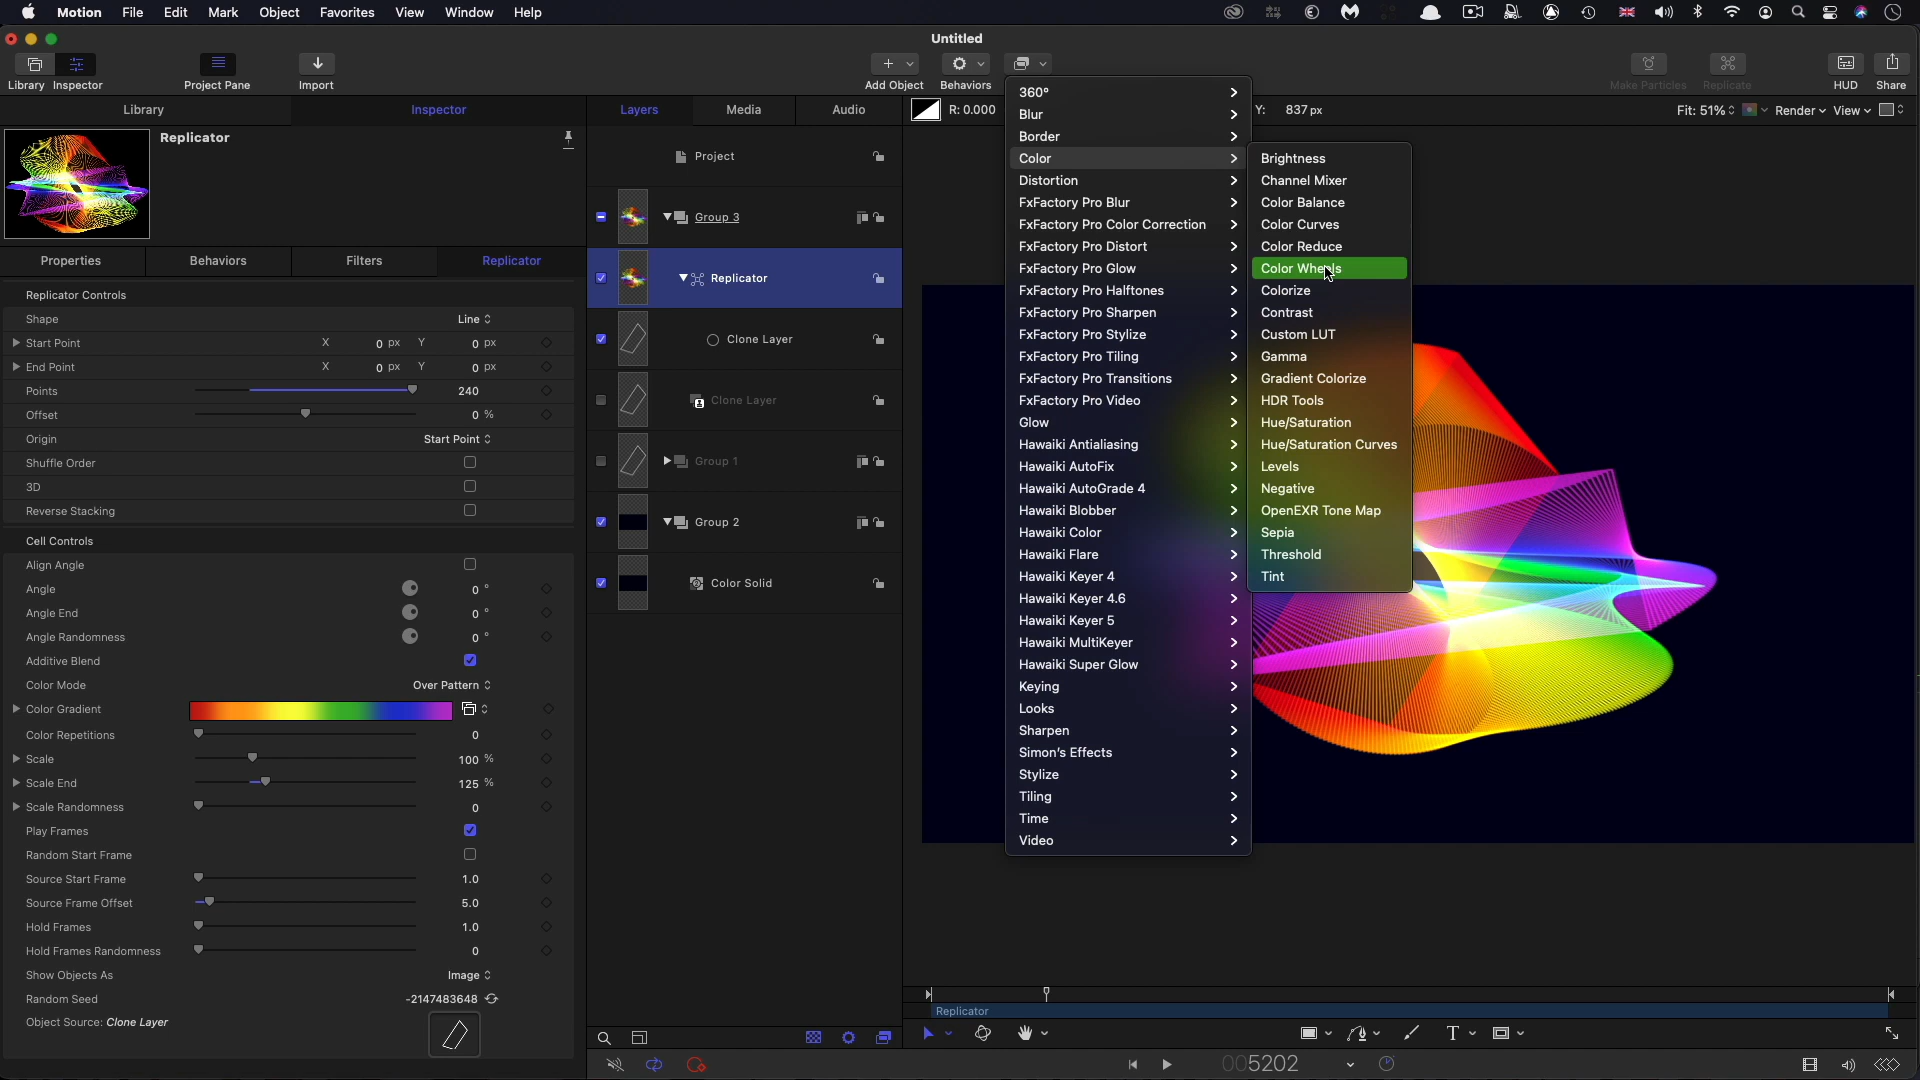 Motion File Edit Mark Object Favorites View Window Help
Untitled
Library Inspector Project Pane Import Add Object Behaviors Make Particles Replicate HUD Share
Library Inspector Layers Media Audio R: 0.000 Y: 837 px Fit: 51% Render View
Replicator
Properties Behaviors Filters Replicator
Replicator Controls
Shape Line
Start Point X 0 px Y 0 px
End Point X 0 px Y 0 px
Points 240
Offset 0 %
Origin Start Point
Shuffle Order
3D
Reverse Stacking
Cell Controls
Align Angle
Angle 0 °
Angle End 0 °
Angle Randomness 0 °
Additive Blend
Color Mode Over Pattern
Color Gradient
Color Repetitions 0
Scale 100 %
Scale End 125 %
Scale Randomness 0
Play Frames
Random Start Frame
Source Start Frame 1.0
Source Frame Offset 5.0
Hold Frames 1.0
Hold Frames Randomness 0
Show Objects As Image
Random Seed -2147483648
Object Source: Clone Layer
Project
Group 3
Replicator
Clone Layer
Clone Layer
Group 1
Group 2
Color Solid
360°
Blur
Border
Color
Distortion
FxFactory Pro Blur
FxFactory Pro Color Correction
FxFactory Pro Distort
FxFactory Pro Glow
FxFactory Pro Halftones
FxFactory Pro Sharpen
FxFactory Pro Stylize
FxFactory Pro Tiling
FxFactory Pro Transitions
FxFactory Pro Video
Glow
Hawaiki Antialiasing
Hawaiki AutoFix
Hawaiki AutoGrade 4
Hawaiki Blobber
Hawaiki Color
Hawaiki Flare
Hawaiki Keyer 4
Hawaiki Keyer 4.6
Hawaiki Keyer 5
Hawaiki MultiKeyer
Hawaiki Super Glow
Keying
Looks
Sharpen
Simon's Effects
Stylize
Tiling
Time
Video
Brightness
Channel Mixer
Color Balance
Color Curves
Color Reduce
Color Wheels
Colorize
Contrast
Custom LUT
Gamma
Gradient Colorize
HDR Tools
Hue/Saturation
Hue/Saturation Curves
Levels
Negative
OpenEXR Tone Map
Sepia
Threshold
Tint
Replicator
T
005202